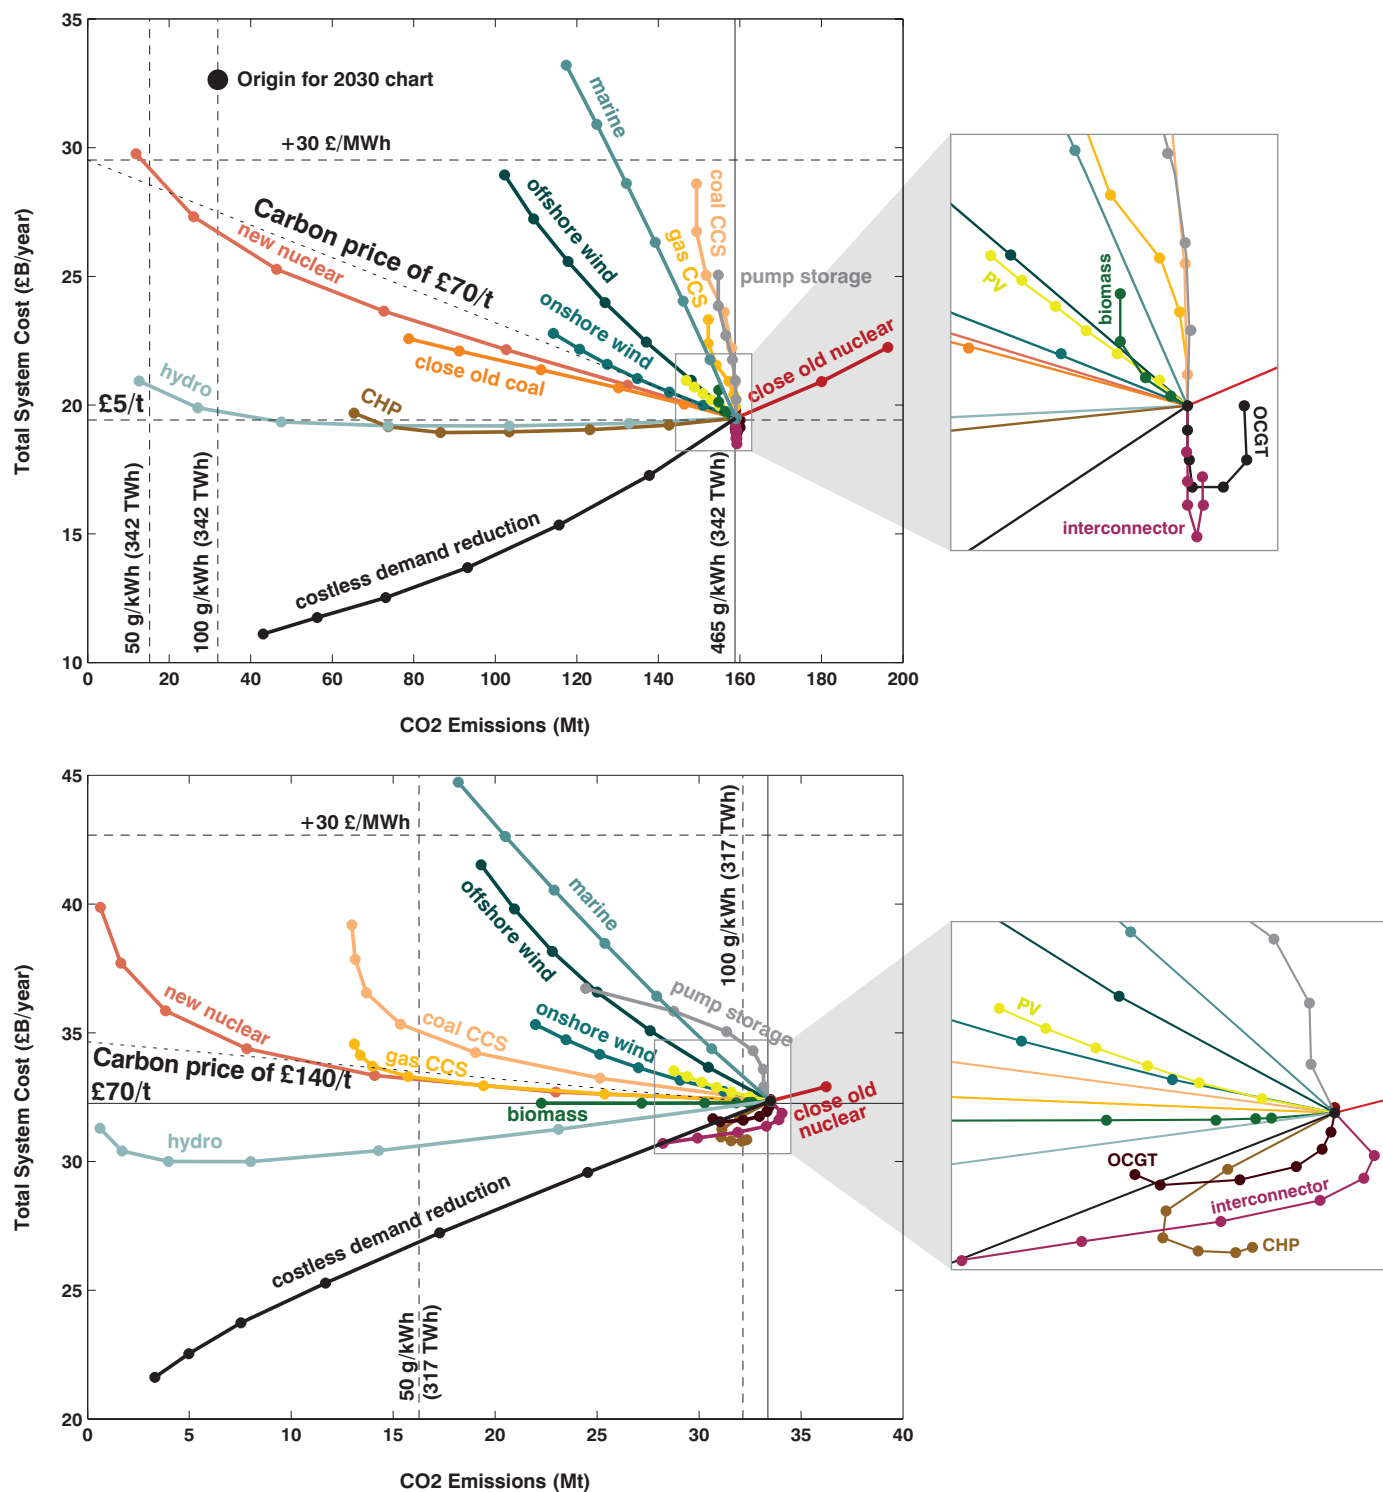 35
30
25
20
15
10
Total System Cost (£B/year)
0
20
40
60
80
100
120
140
160
180
200
CO2 Emissions (Mt)
Origin for 2030 chart
+30 £/MWh
Carbon price of £70/t
£5/t
new nuclear
hydro
CHP
close old coal
onshore wind
offshore wind
marine
gas CCS
coal CCS
pump storage
close old nuclear
costless demand reduction
50 g/kWh (342 TWh)
100 g/kWh (342 TWh)
465 g/kWh (342 TWh)
PV
biomass
OCGT
interconnector
45
40
35
30
25
20
Total System Cost (£B/year)
0
5
10
15
20
25
30
35
40
CO2 Emissions (Mt)
+30 £/MWh
Carbon price of £140/t
£70/t
new nuclear
coal CCS
gas CCS
offshore wind
onshore wind
marine
pump storage
biomass
hydro
close old
nuclear
costless demand reduction
50 g/kWh
(317 TWh)
100 g/kWh (317 TWh)
PV
OCGT
interconnector
CHP